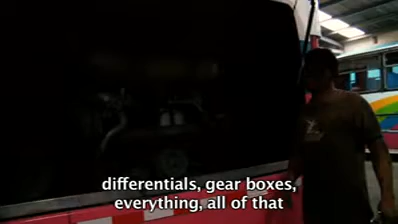 differentials, gear boxes,
everything, all of that